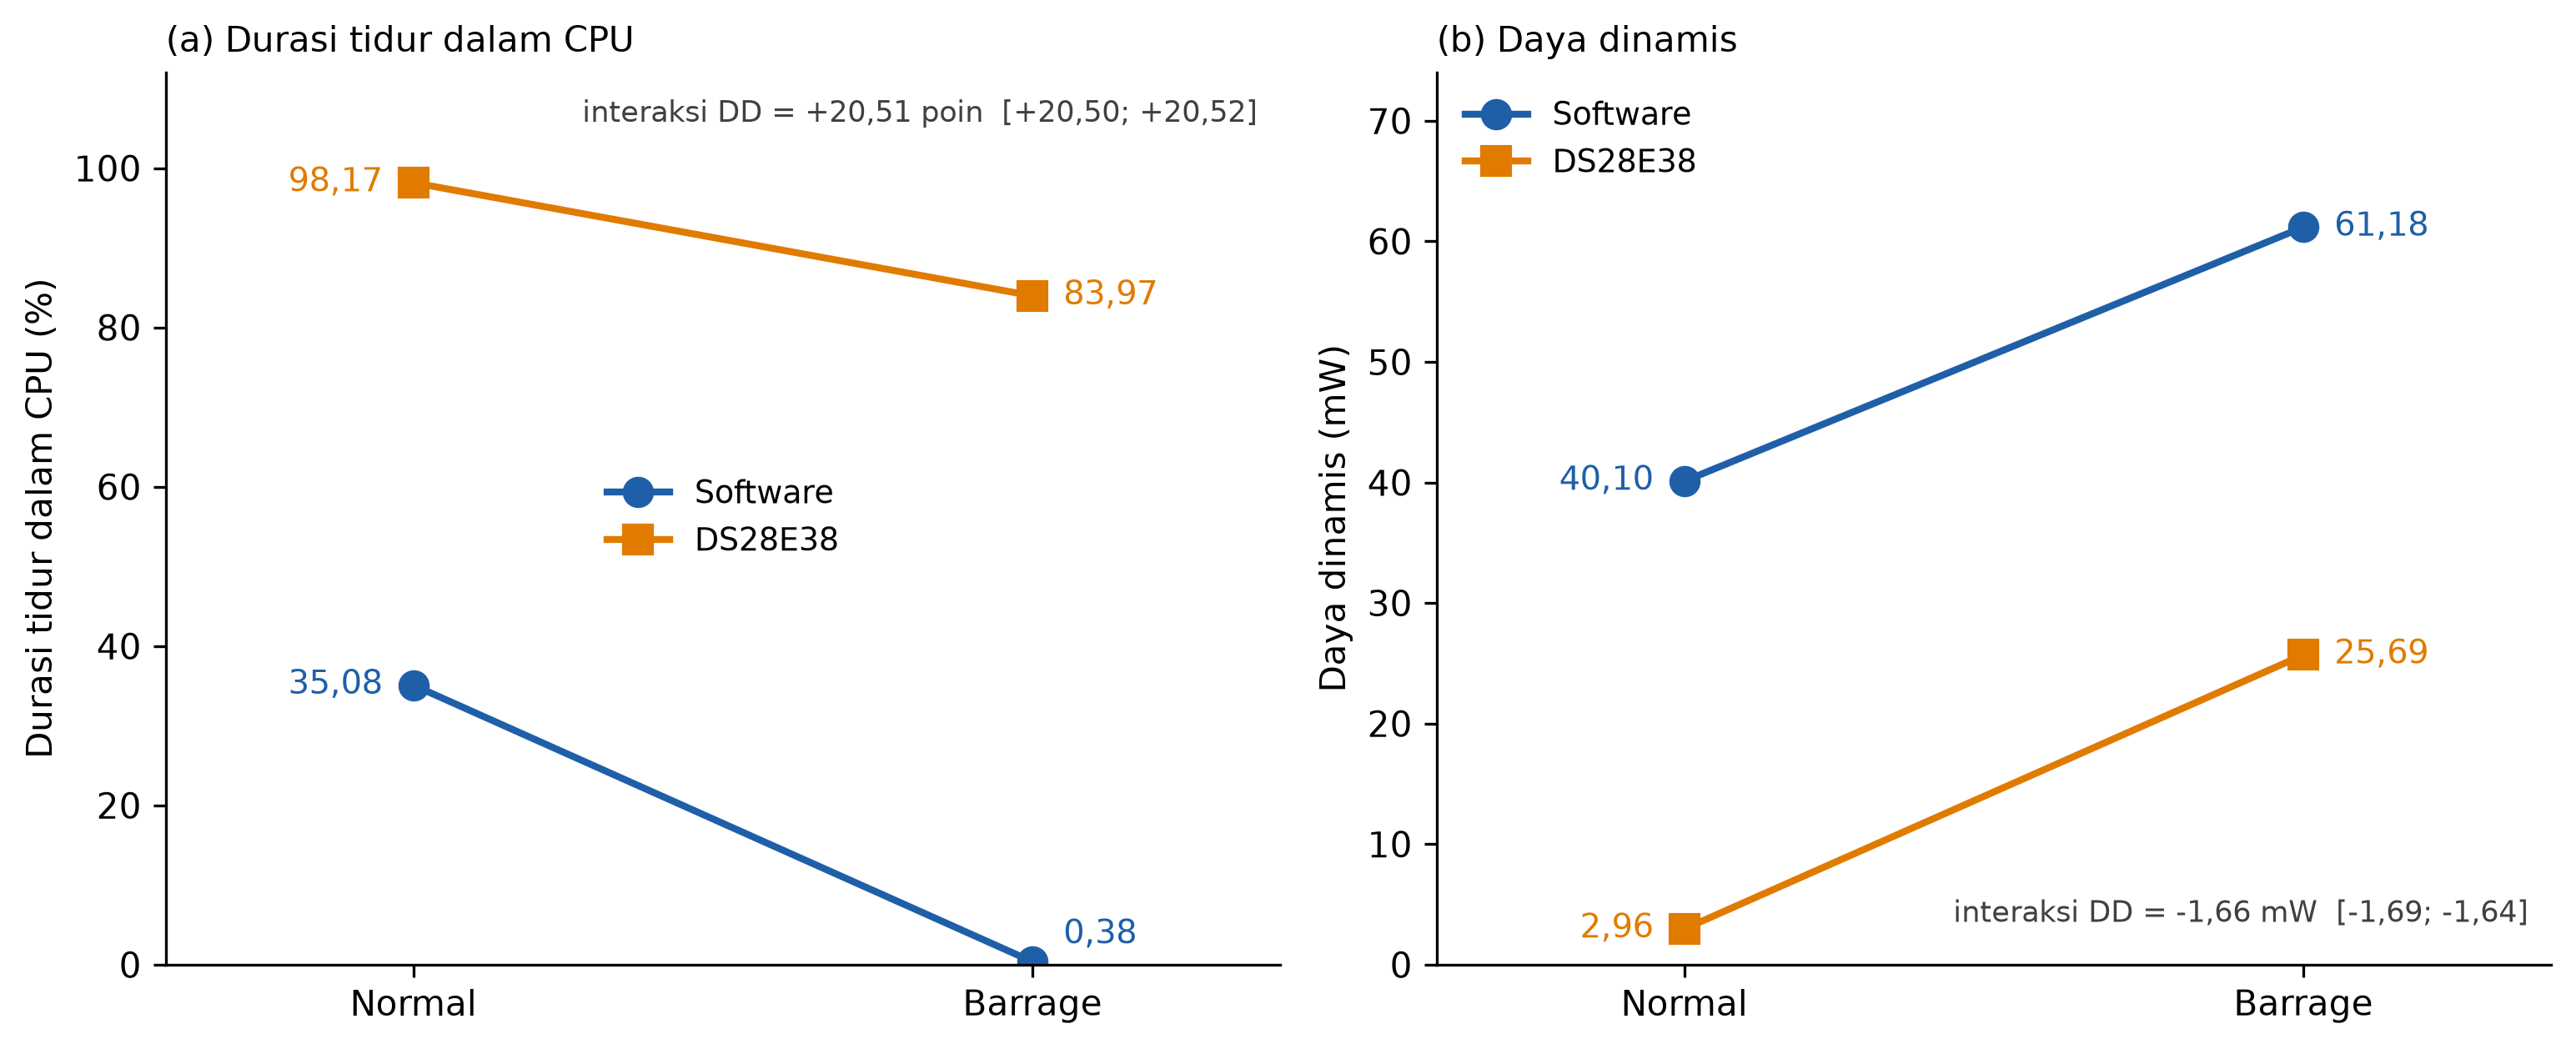 (a) Durasi tidur dalam CPU
interaksi DD = +20,51 poin [+20,50; +20,52]
Durasi tidur dalam CPU (%)
100
80
60
40
20
0
98,17
83,97
35,08
0,38
Software
DS28E38
Normal
Barrage
(b) Daya dinamis
Software
DS28E38
Daya dinamis (mW)
70
60
50
40
30
20
10
0
61,18
40,10
25,69
2,96
interaksi DD = -1,66 mW [-1,69; -1,64]
Normal
Barrage